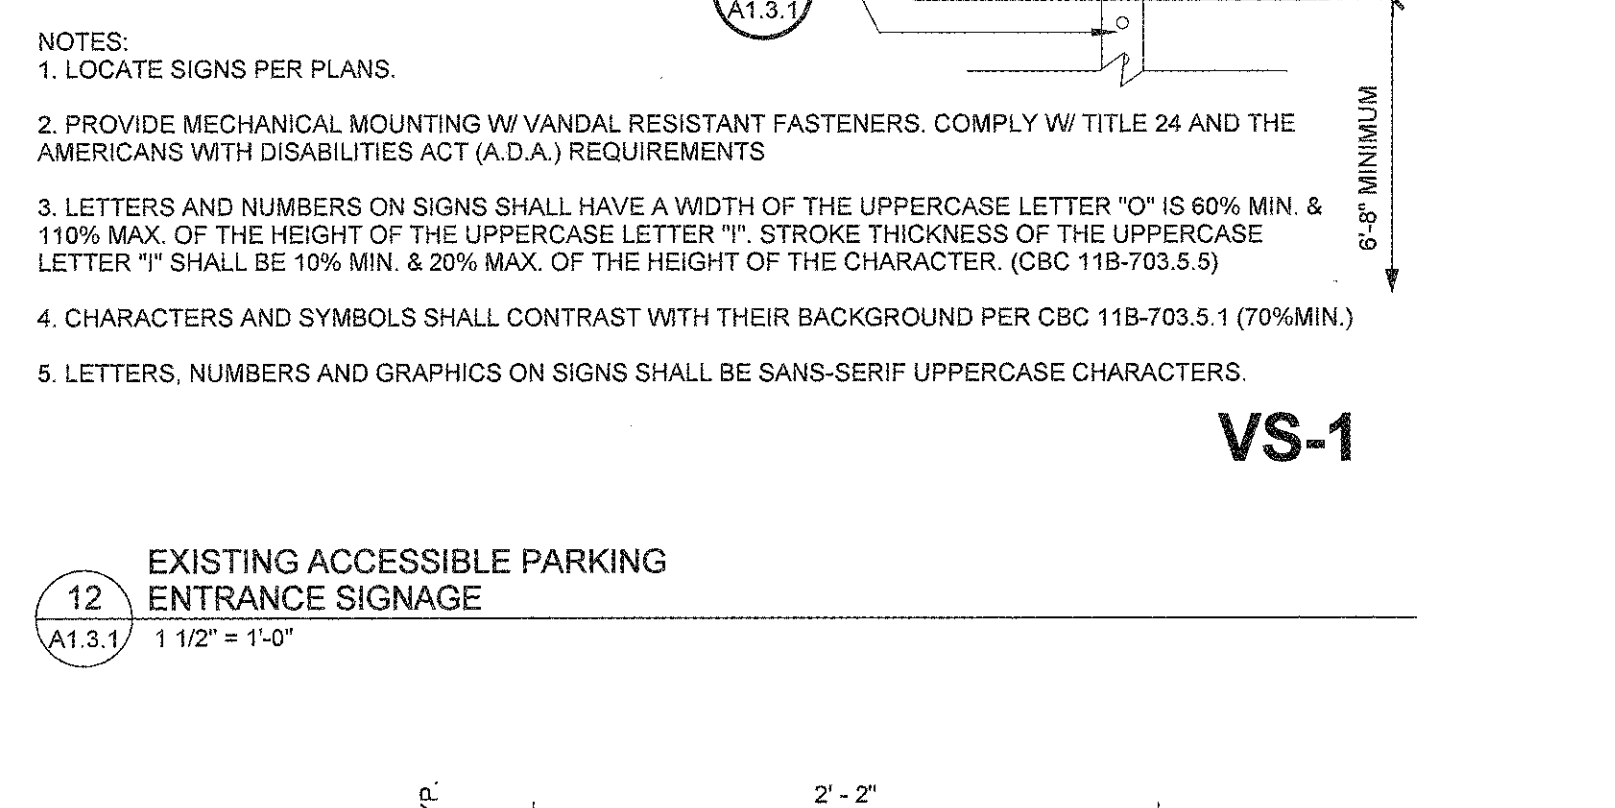 A1.3.1
NOTES:
1. LOCATE SIGNS PER PLANS.
2. PROVIDE MECHANICAL MOUNTING W/ VANDAL RESISTANT FASTENERS. COMPLY W/ TITLE 24 AND THE
AMERICANS WITH DISABILITIES ACT (A.D.A.) REQUIREMENTS
3. LETTERS AND NUMBERS ON SIGNS SHALL HAVE A WIDTH OF THE UPPERCASE LETTER "O" IS 60% MIN. &
110% MAX. OF THE HEIGHT OF THE UPPERCASE LETTER "I". STROKE THICKNESS OF THE UPPERCASE
LETTER "I" SHALL BE 10% MIN. & 20% MAX. OF THE HEIGHT OF THE CHARACTER. (CBC 11B-703.5.5)
4. CHARACTERS AND SYMBOLS SHALL CONTRAST WITH THEIR BACKGROUND PER CBC 11B-703.5.1 (70%MIN.)
5. LETTERS, NUMBERS AND GRAPHICS ON SIGNS SHALL BE SANS-SERIF UPPERCASE CHARACTERS.
6'-8" MINIMUM
VS-1
EXISTING ACCESSIBLE PARKING
ENTRANCE SIGNAGE
12
A1.3.1
1 1/2" = 1'-0"
2' - 2"